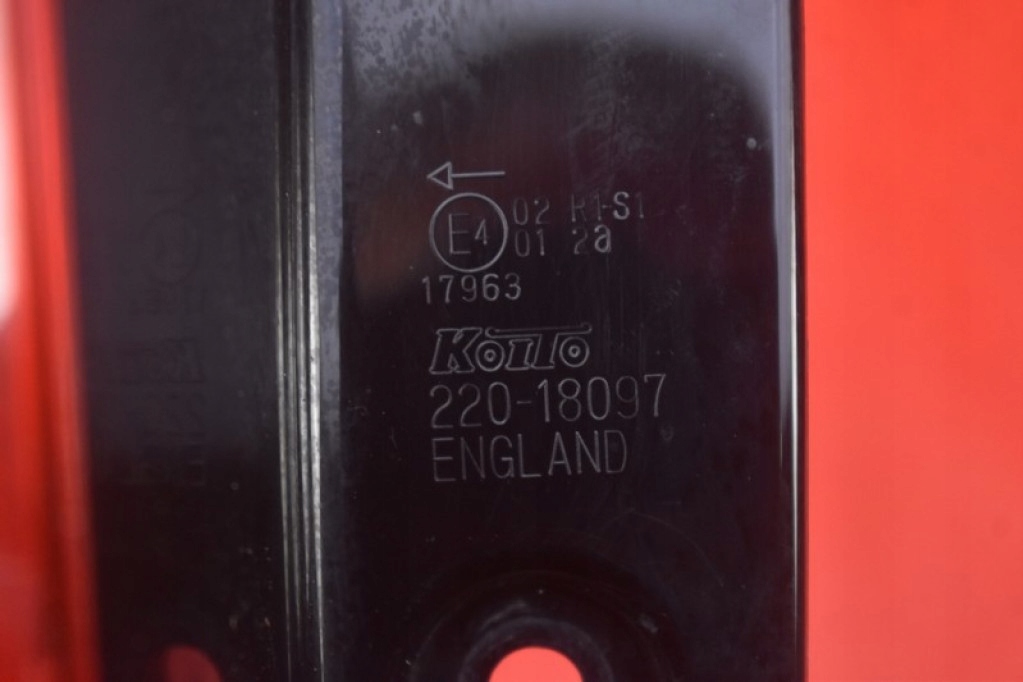 E4 02 R1-S1
01 2a
17963
KOITO
220-18097
ENGLAND